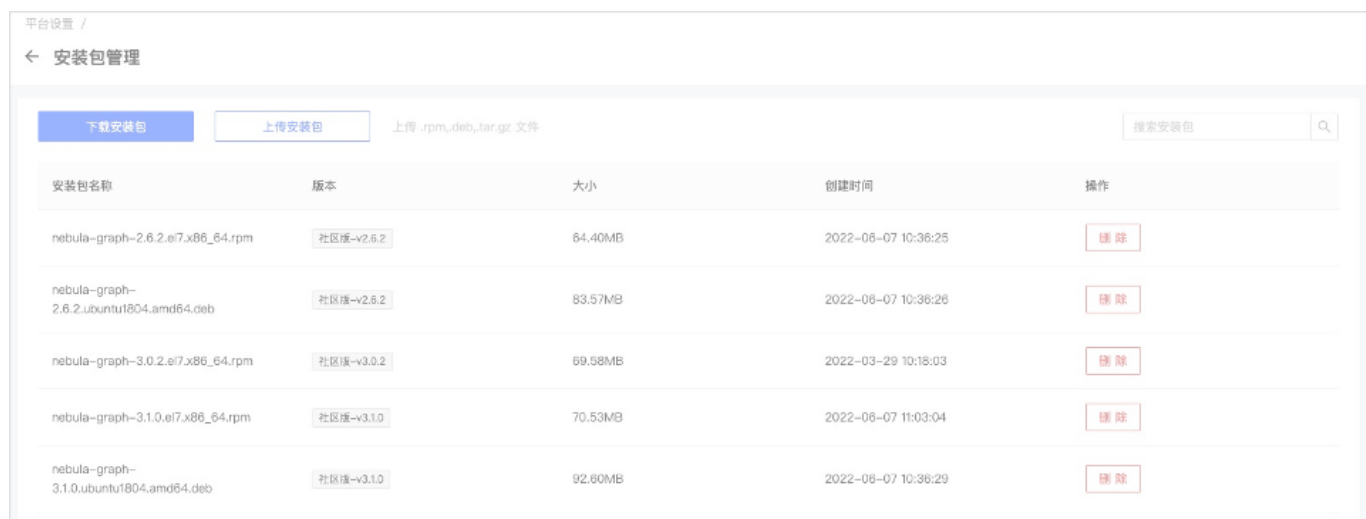 平台设置 /
← 安装包管理
下载安装包 上传安装包 上传 .rpm,.deb,.tar.gz 文件 搜索安装包
安装包名称 版本 大小 创建时间 操作
nebula-graph-2.6.2.el7.x86_64.rpm 社区版-v2.6.2 64.40MB 2022-06-07 10:36:25 删 除
nebula-graph-
2.6.2.ubuntu1804.amd64.deb 社区版-v2.6.2 83.57MB 2022-06-07 10:36:26 删 除
nebula-graph-3.0.2.el7.x86_64.rpm 社区版-v3.0.2 69.58MB 2022-03-29 10:18:03 删 除
nebula-graph-3.1.0.el7.x86_64.rpm 社区版-v3.1.0 70.53MB 2022-06-07 11:03:04 删 除
nebula-graph-
3.1.0.ubuntu1804.amd64.deb 社区版-v3.1.0 92.60MB 2022-06-07 10:36:29 删 除